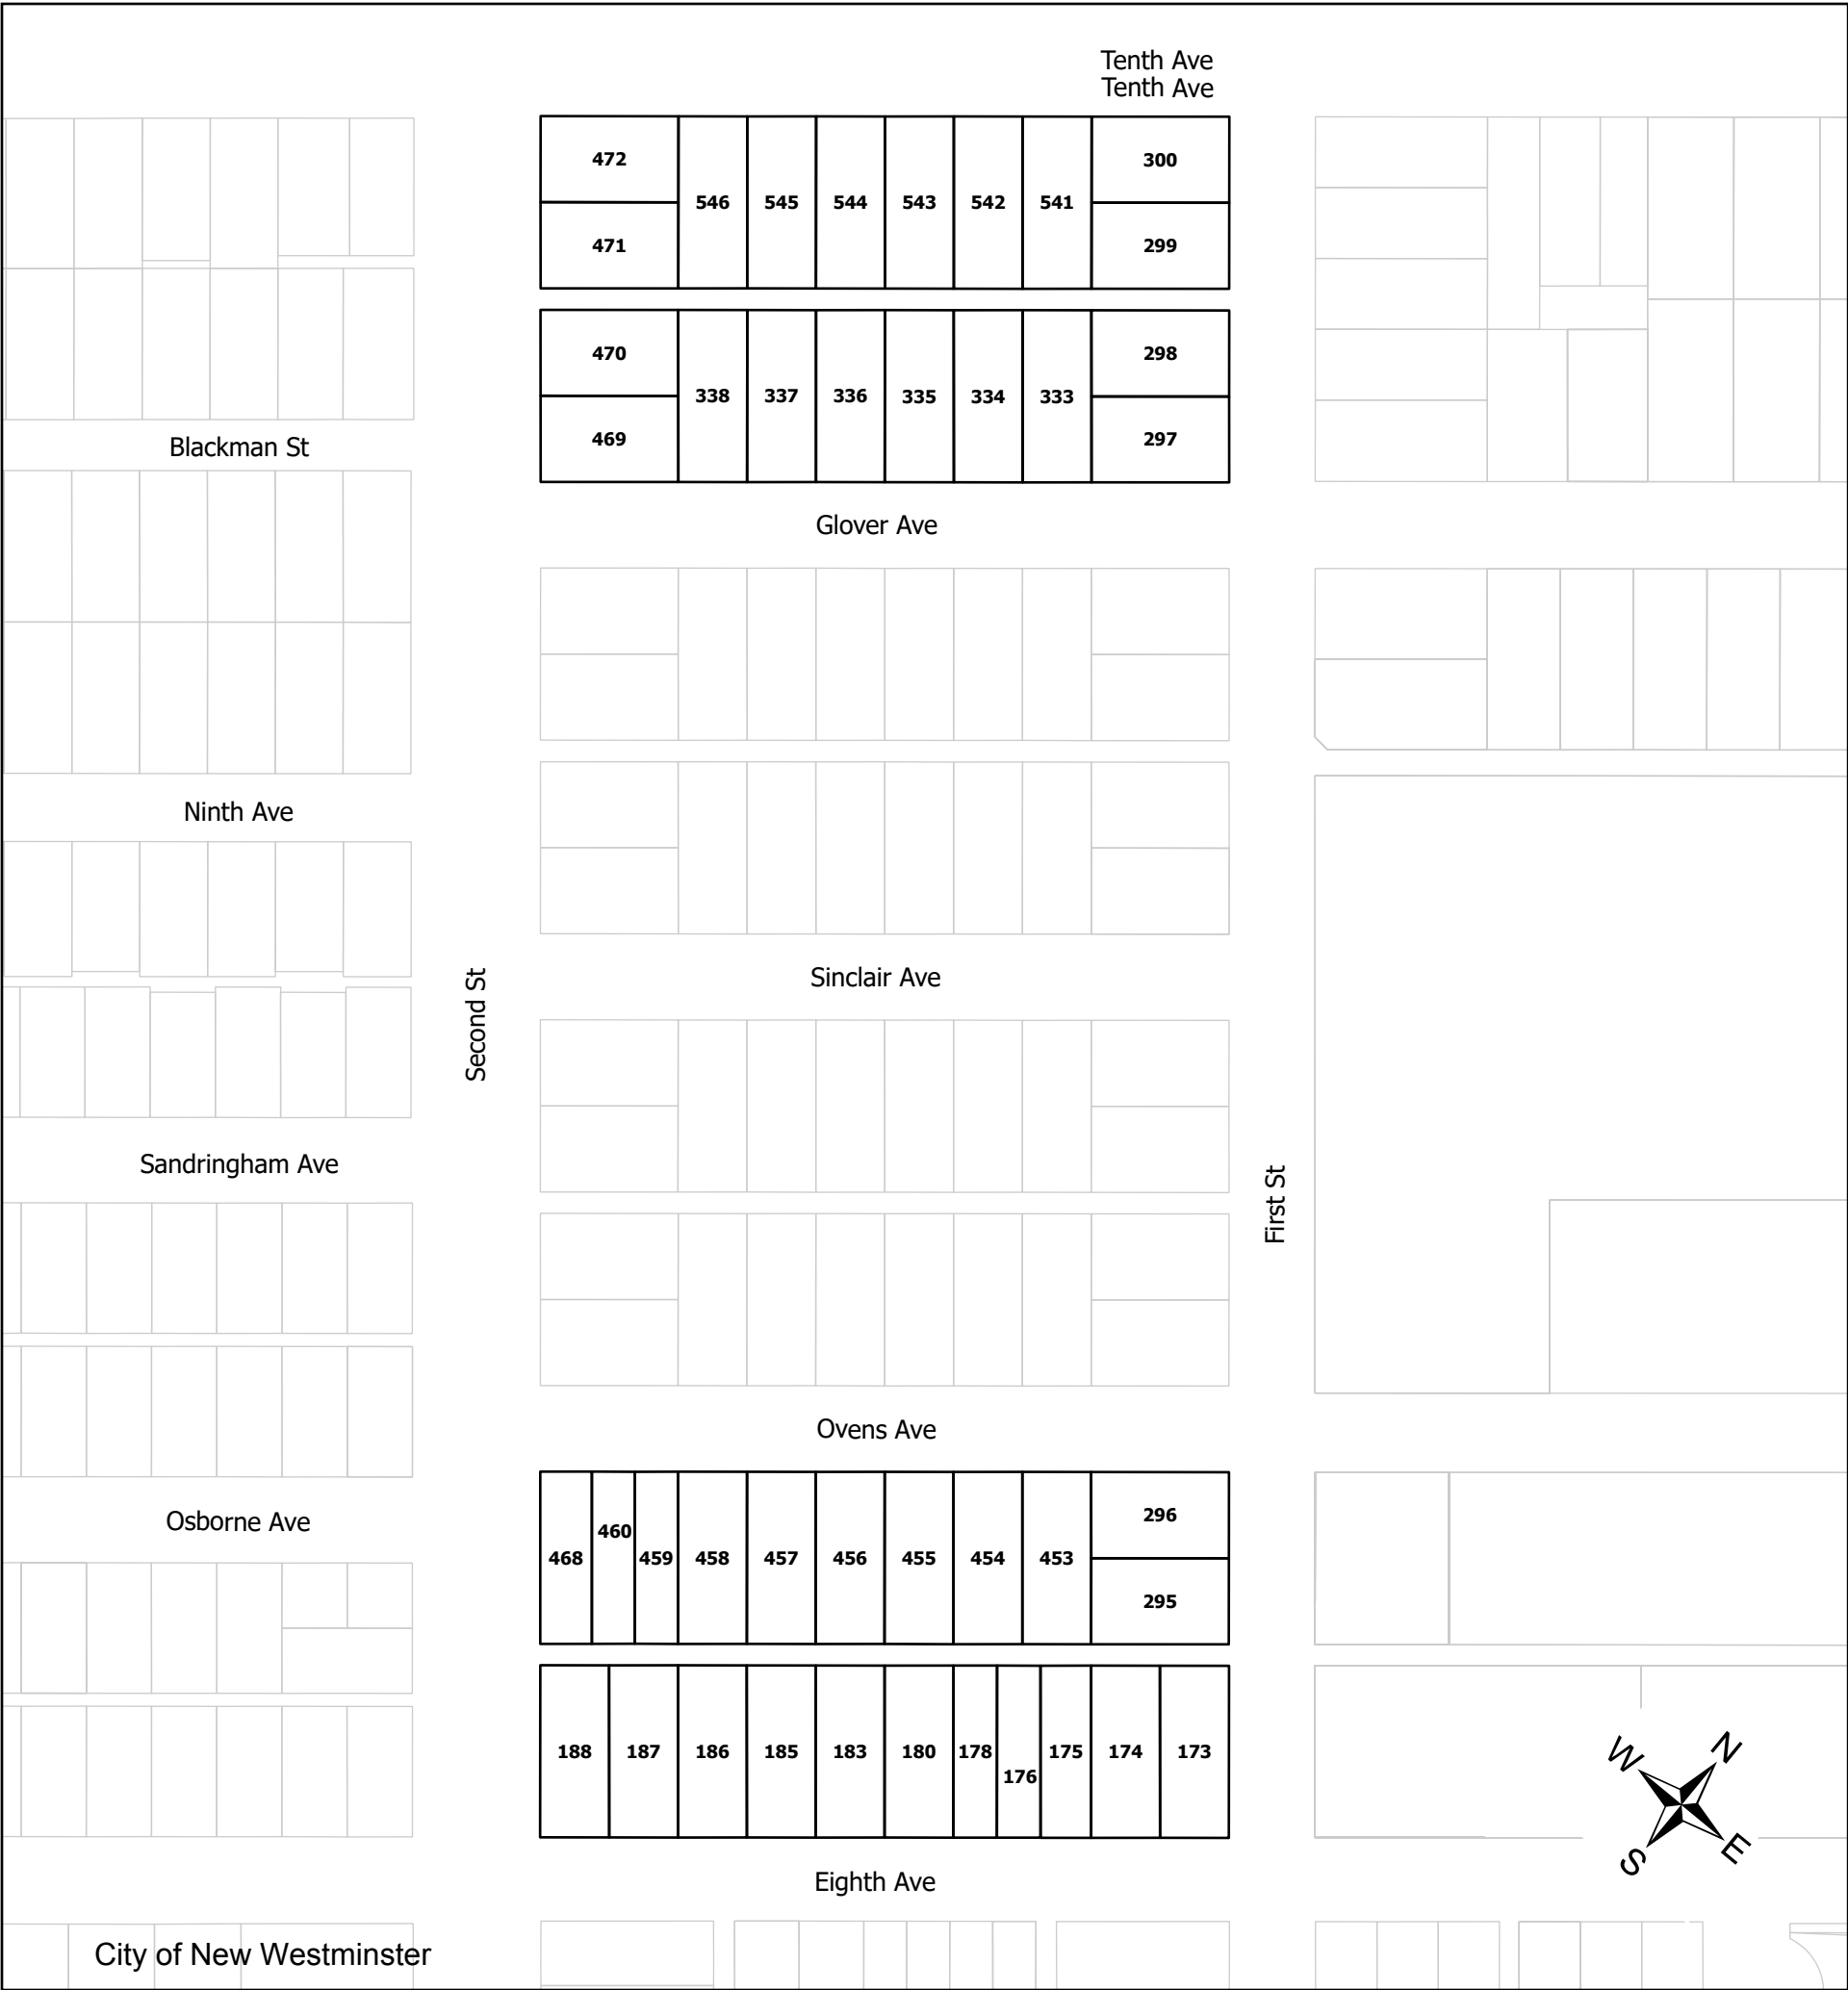 Tenth Ave
Tenth Ave
472
300
546
545
544
543
542
541
471
299
470
298
338
337
336
335
334
333
469
297
Blackman St
Glover Ave
Ninth Ave
Second St
Sinclair Ave
Sandringham Ave
First St
Ovens Ave
Osborne Ave
296
460
468
459
458
457
456
455
454
453
295
188
187
186
185
183
180
178
176
175
174
173
W
N
S
E
Eighth Ave
City of New Westminster